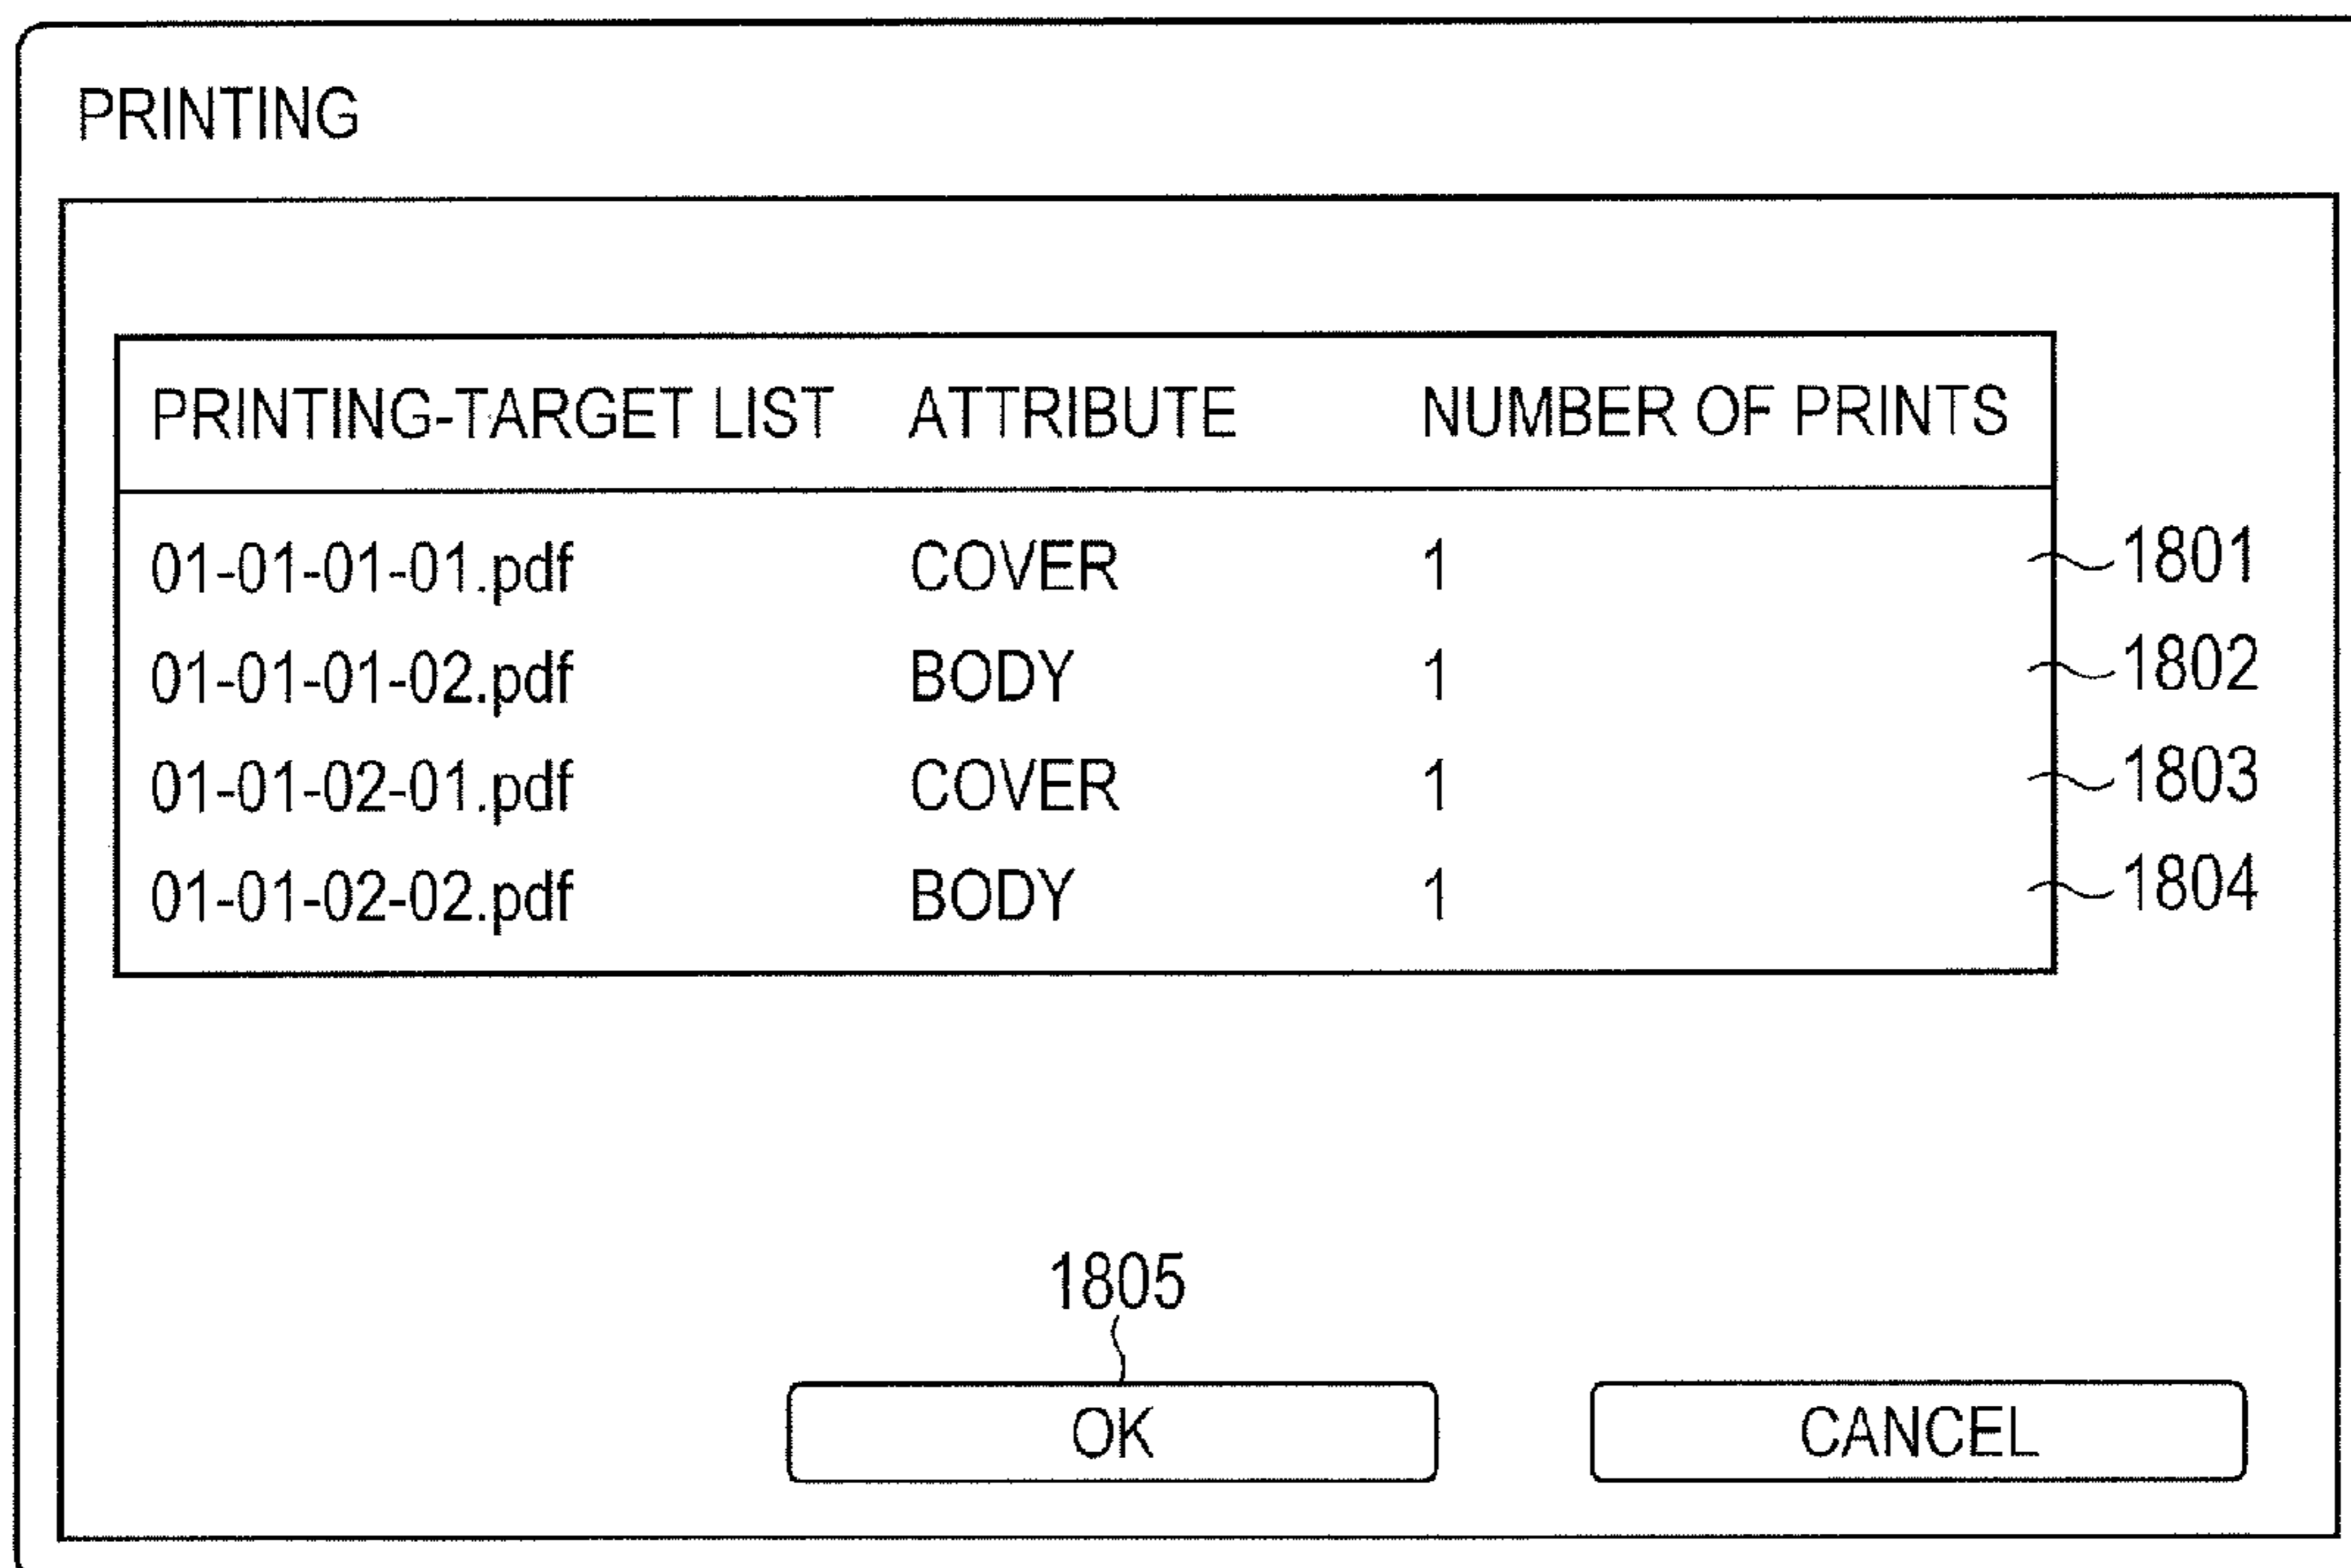 PRINTING
PRINTING-TARGET LIST ATTRIBUTE NUMBER OF PRINTS
01-01-01-01.pdf COVER 1 1801
01-01-01-02.pdf BODY 1 1802
01-01-02-01.pdf COVER 1 1803
01-01-02-02.pdf BODY 1 1804
1805
OK CANCEL